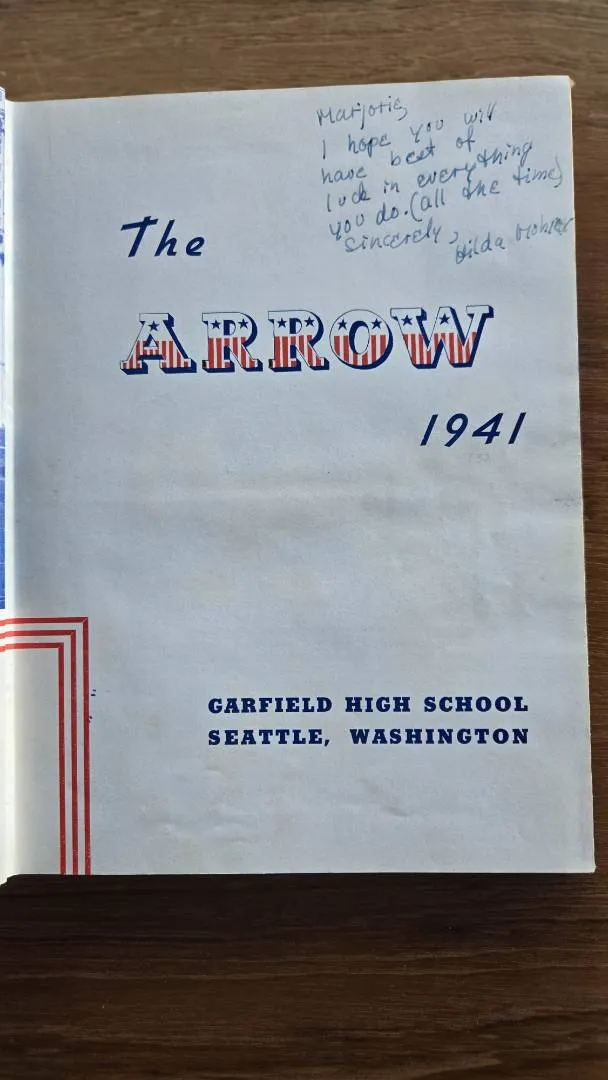 Marjorie,
I hope you will
have best of
luck in everything
you do. (all the time)
Sincerely,
Hilda
The
ARROW
1941
GARFIELD HIGH SCHOOL
SEATTLE, WASHINGTON